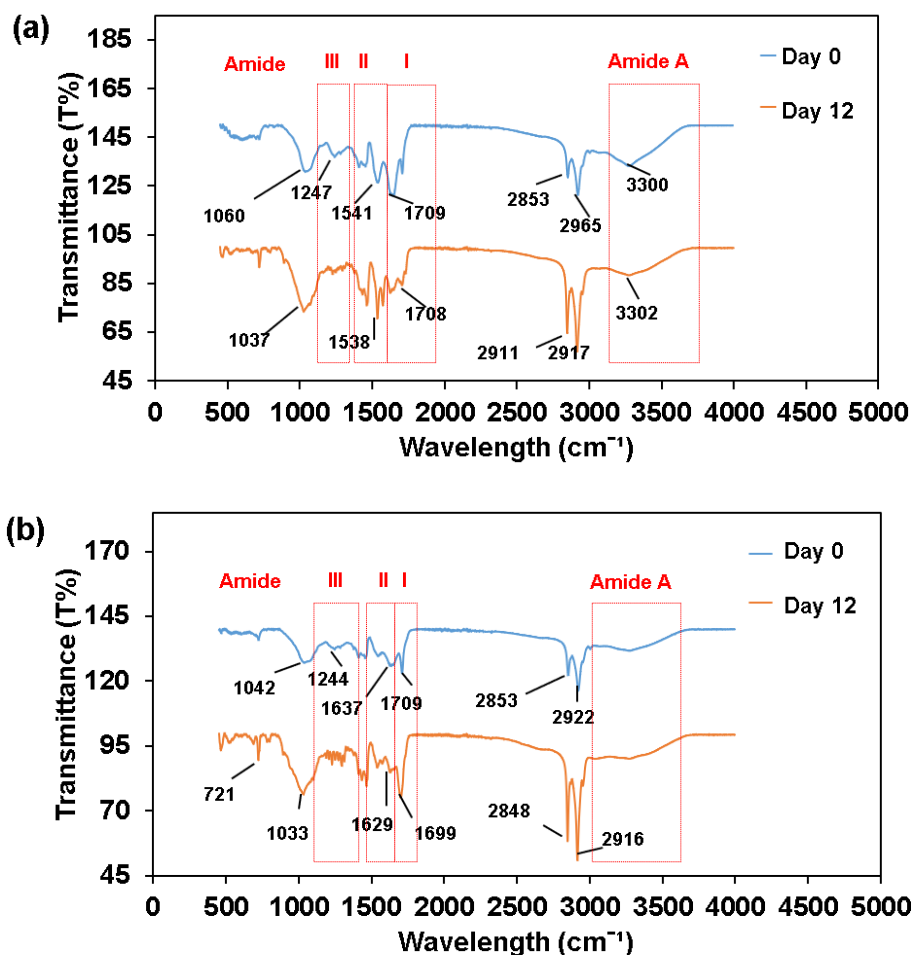 (a)
Transmittance (T%)
185
165
145
125
105
85
65
45
Amide III II I Amide A
Day 0
Day 12
1060 1247 1541 1709 2853 2965 3300
1037 1538 1708 2911 2917 3302
0 500 1000 1500 2000 2500 3000 3500 4000 4500 5000
Wavelength (cm⁻¹)
(b)
Transmittance (T%)
170
145
120
95
70
45
Amide III II I Amide A
Day 0
Day 12
1042 1244 1637 1709 2853 2922
721 1033 1629 1699 2848 2916
0 500 1000 1500 2000 2500 3000 3500 4000 4500 5000
Wavelength (cm⁻¹)